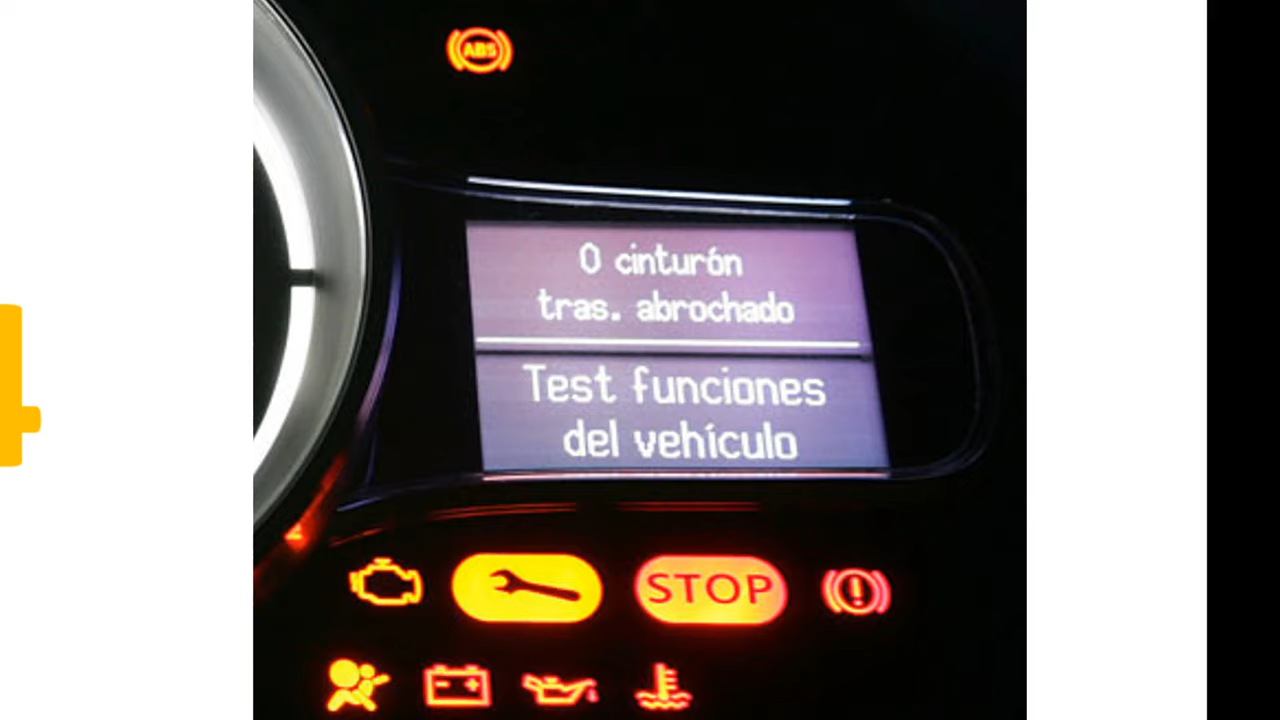 ABS
0 cinturón
tras. abrochado
Test funciones
del vehículo
STOP